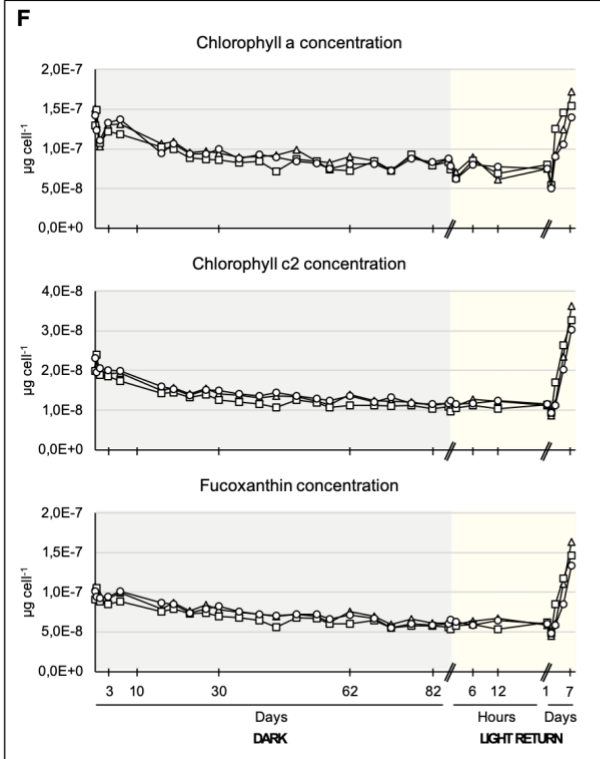 F
Chlorophyll a concentration
2,0E-7
1,5E-7
1,0E-7
5,0E-8
0,0E+0
µg cell-1
Chlorophyll c2 concentration
4,0E-8
3,0E-8
2,0E-8
1,0E-8
0,0E+0
µg cell-1
Fucoxanthin concentration
2,0E-7
1,5E-7
1,0E-7
5,0E-8
0,0E+0
µg cell-1
3 10 30 62 82 6 12 1 7
Days Hours Days
DARK LIGHT RETURN